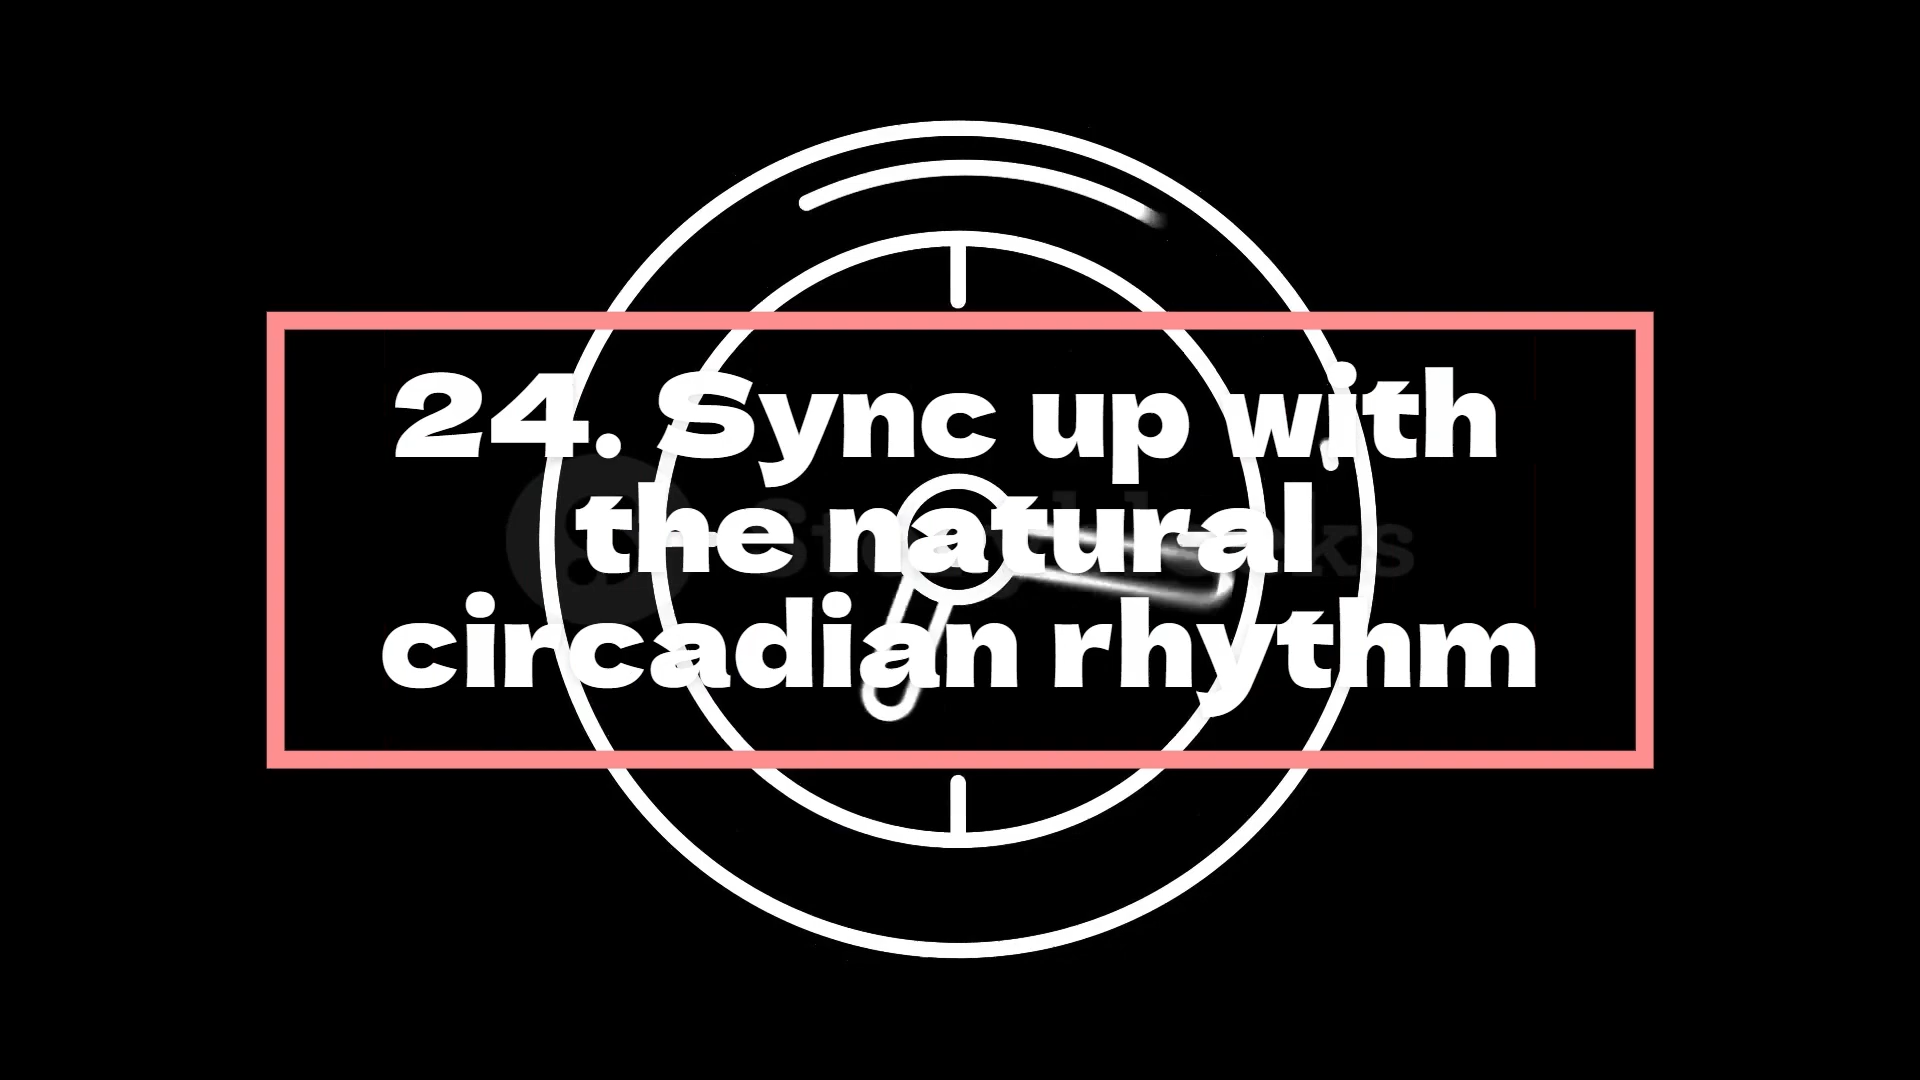 24. Sync up with
the natural
circadian rhythm